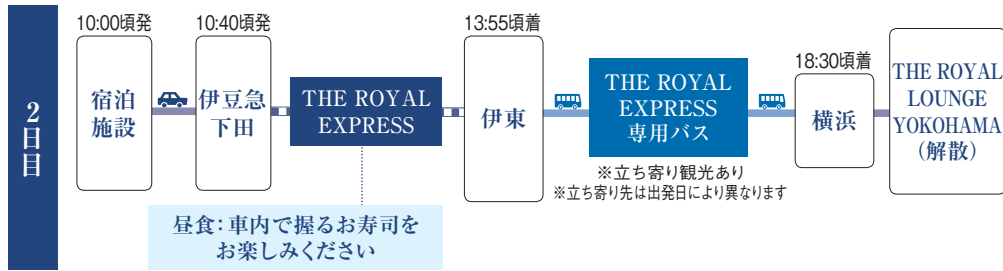 2日目
10:00頃発
宿泊
施設
10:40頃発
伊豆急
下田
THE ROYAL
EXPRESS
昼食：車内で握るお寿司を
お楽しみください
13:55頃着
伊東
THE ROYAL
EXPRESS
専用バス
※立ち寄り観光あり
※立ち寄り先は出発日により異なります
18:30頃着
横浜
THE ROYAL
LOUNGE
YOKOHAMA
（解散）